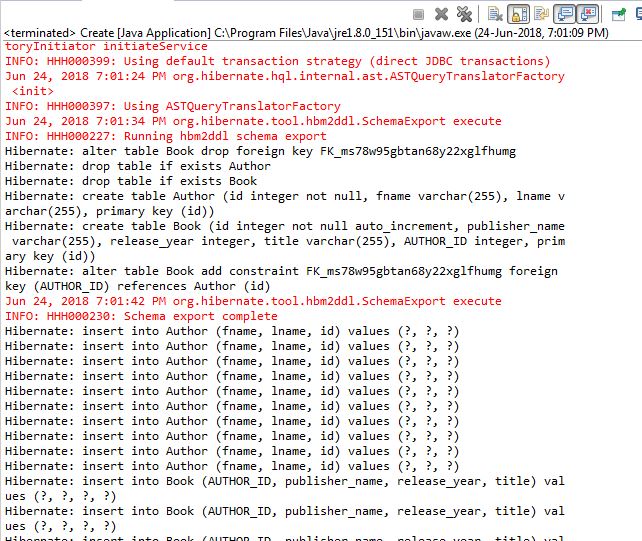 <terminated> Create [Java Application] C:\Program Files\Java\jre1.8.0_151\bin\javaw.exe (24-Jun-2018, 7:01:09 PM)
toryInitiator initiateService
INFO: HHH000399: Using default transaction strategy (direct JDBC transactions)
Jun 24, 2018 7:01:24 PM org.hibernate.hql.internal.ast.ASTQueryTranslatorFactory
<init>
INFO: HHH000397: Using ASTQueryTranslatorFactory
Jun 24, 2018 7:01:34 PM org.hibernate.tool.hbm2ddl.SchemaExport execute
INFO: HHH000227: Running hbm2ddl schema export
Hibernate: alter table Book drop foreign key FK_ms78w95gbtan68y22xglfhumg
Hibernate: drop table if exists Author
Hibernate: drop table if exists Book
Hibernate: create table Author (id integer not null, fname varchar(255), lname v
archar(255), primary key (id))
Hibernate: create table Book (id integer not null auto_increment, publisher_name
varchar(255), release_year integer, title varchar(255), AUTHOR_ID integer, prim
ary key (id))
Hibernate: alter table Book add constraint FK_ms78w95gbtan68y22xglfhumg foreign
key (AUTHOR_ID) references Author (id)
Jun 24, 2018 7:01:42 PM org.hibernate.tool.hbm2ddl.SchemaExport execute
INFO: HHH000230: Schema export complete
Hibernate: insert into Author (fname, lname, id) values (?, ?, ?)
Hibernate: insert into Author (fname, lname, id) values (?, ?, ?)
Hibernate: insert into Author (fname, lname, id) values (?, ?, ?)
Hibernate: insert into Author (fname, lname, id) values (?, ?, ?)
Hibernate: insert into Author (fname, lname, id) values (?, ?, ?)
Hibernate: insert into Author (fname, lname, id) values (?, ?, ?)
Hibernate: insert into Author (fname, lname, id) values (?, ?, ?)
Hibernate: insert into Author (fname, lname, id) values (?, ?, ?)
Hibernate: insert into Author (fname, lname, id) values (?, ?, ?)
Hibernate: insert into Author (fname, lname, id) values (?, ?, ?)
Hibernate: insert into Book (AUTHOR_ID, publisher_name, release_year, title) val
ues (?, ?, ?, ?)
Hibernate: insert into Book (AUTHOR_ID, publisher_name, release_year, title) val
ues (?, ?, ?, ?)
Hibernate: insert into Book (AUTHOR_ID, publisher_name, release_year, title) val